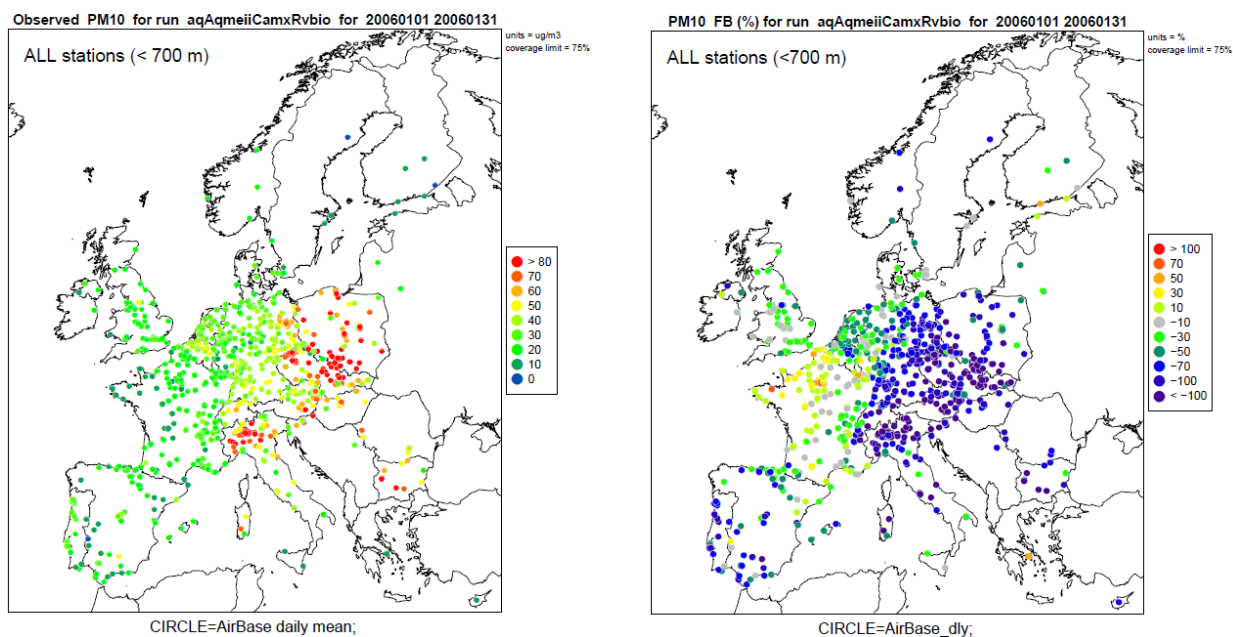 Observed PM10 for run aqAqmeiiCamxRvbio for 20060101 20060131
units = ug/m3
coverage limit = 75%
ALL stations (< 700 m)
> 80
70
60
50
40
30
20
10
0
CIRCLE=AirBase daily mean;
PM10 FB (%) for run aqAqmeiiCamxRvbio for 20060101 20060131
units = %
coverage limit = 75%
ALL stations (<700 m)
> 100
70
50
30
10
−10
−30
−50
−70
−100
< −100
CIRCLE=AirBase_dly;